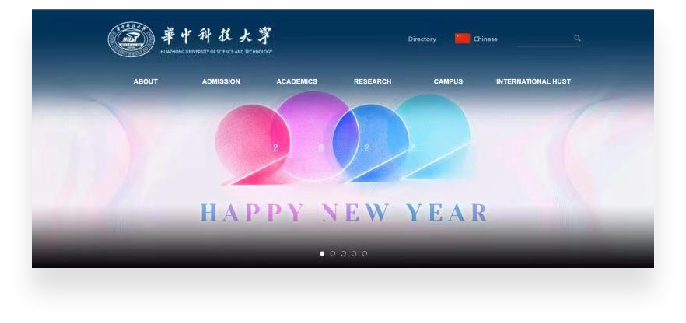 華中科技大學
HUAZHONG UNIVERSITY OF SCIENCE AND TECHNOLOGY
Directory Chinese
ABOUT ADMISSION ACADEMICS RESEARCH CAMPUS INTERNATIONAL HUST
2 0 2 2
HAPPY NEW YEAR